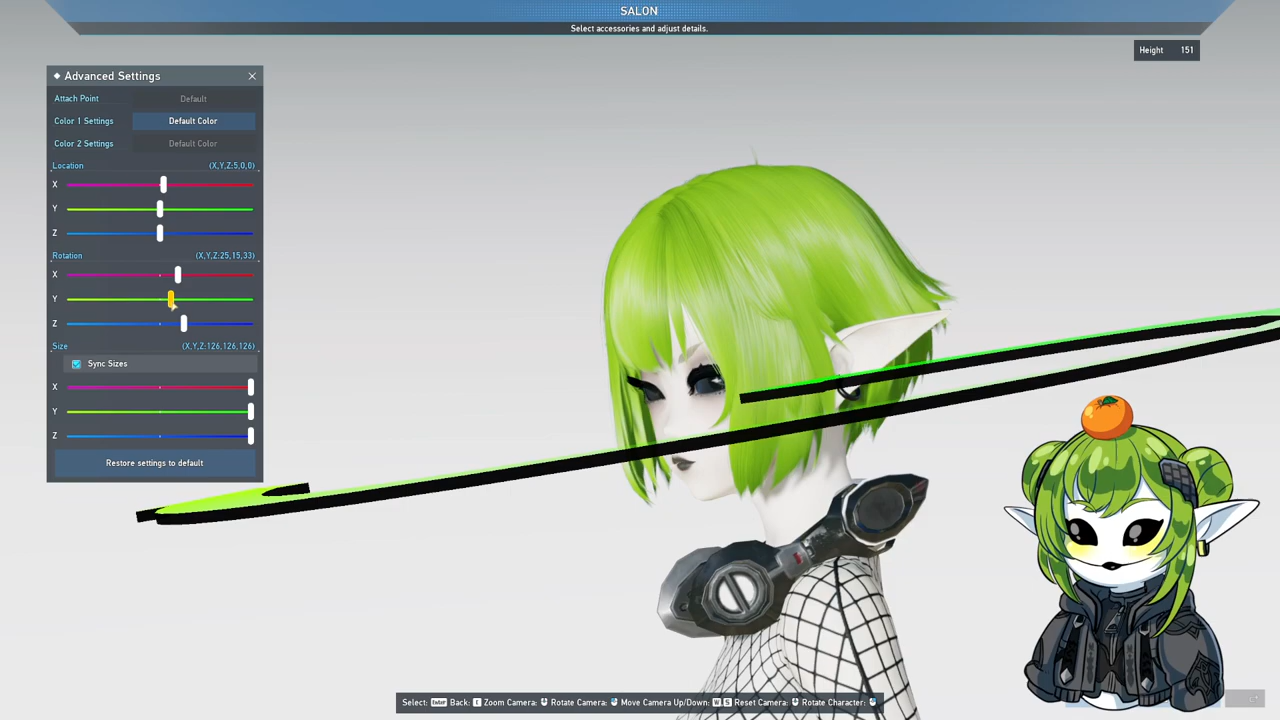 SALON
Select accessories and adjust details.
Height 151
Advanced Settings
Attach Point Default
Color 1 Settings Default Color
Color 2 Settings Default Color
Location (X,Y,Z:5,0,0)
X
Y
Z
Rotation (X,Y,Z:25,15,33)
X
Y
Z
Size (X,Y,Z:126,126,126)
Sync Sizes
X
Y
Z
Restore settings to default
Select: Enter Back: E Zoom Camera: Rotate Camera: Move Camera Up/Down: W S Reset Camera: Rotate Character: